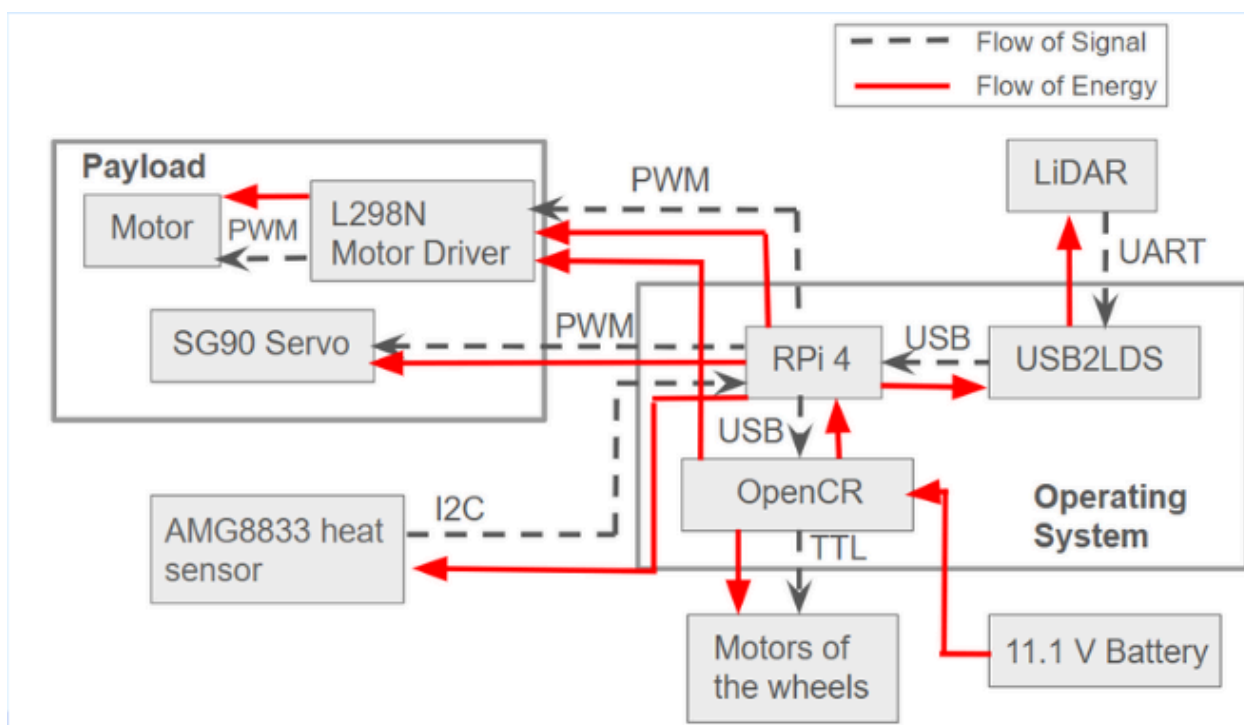 Flow of Signal
Flow of Energy
Payload
Motor
PWM
L298N
Motor Driver
PWM
LiDAR
UART
SG90 Servo
PWM
RPi 4
USB
USB2LDS
USB
OpenCR
Operating
System
I2C
AMG8833 heat
sensor
TTL
Motors of
the wheels
11.1 V Battery